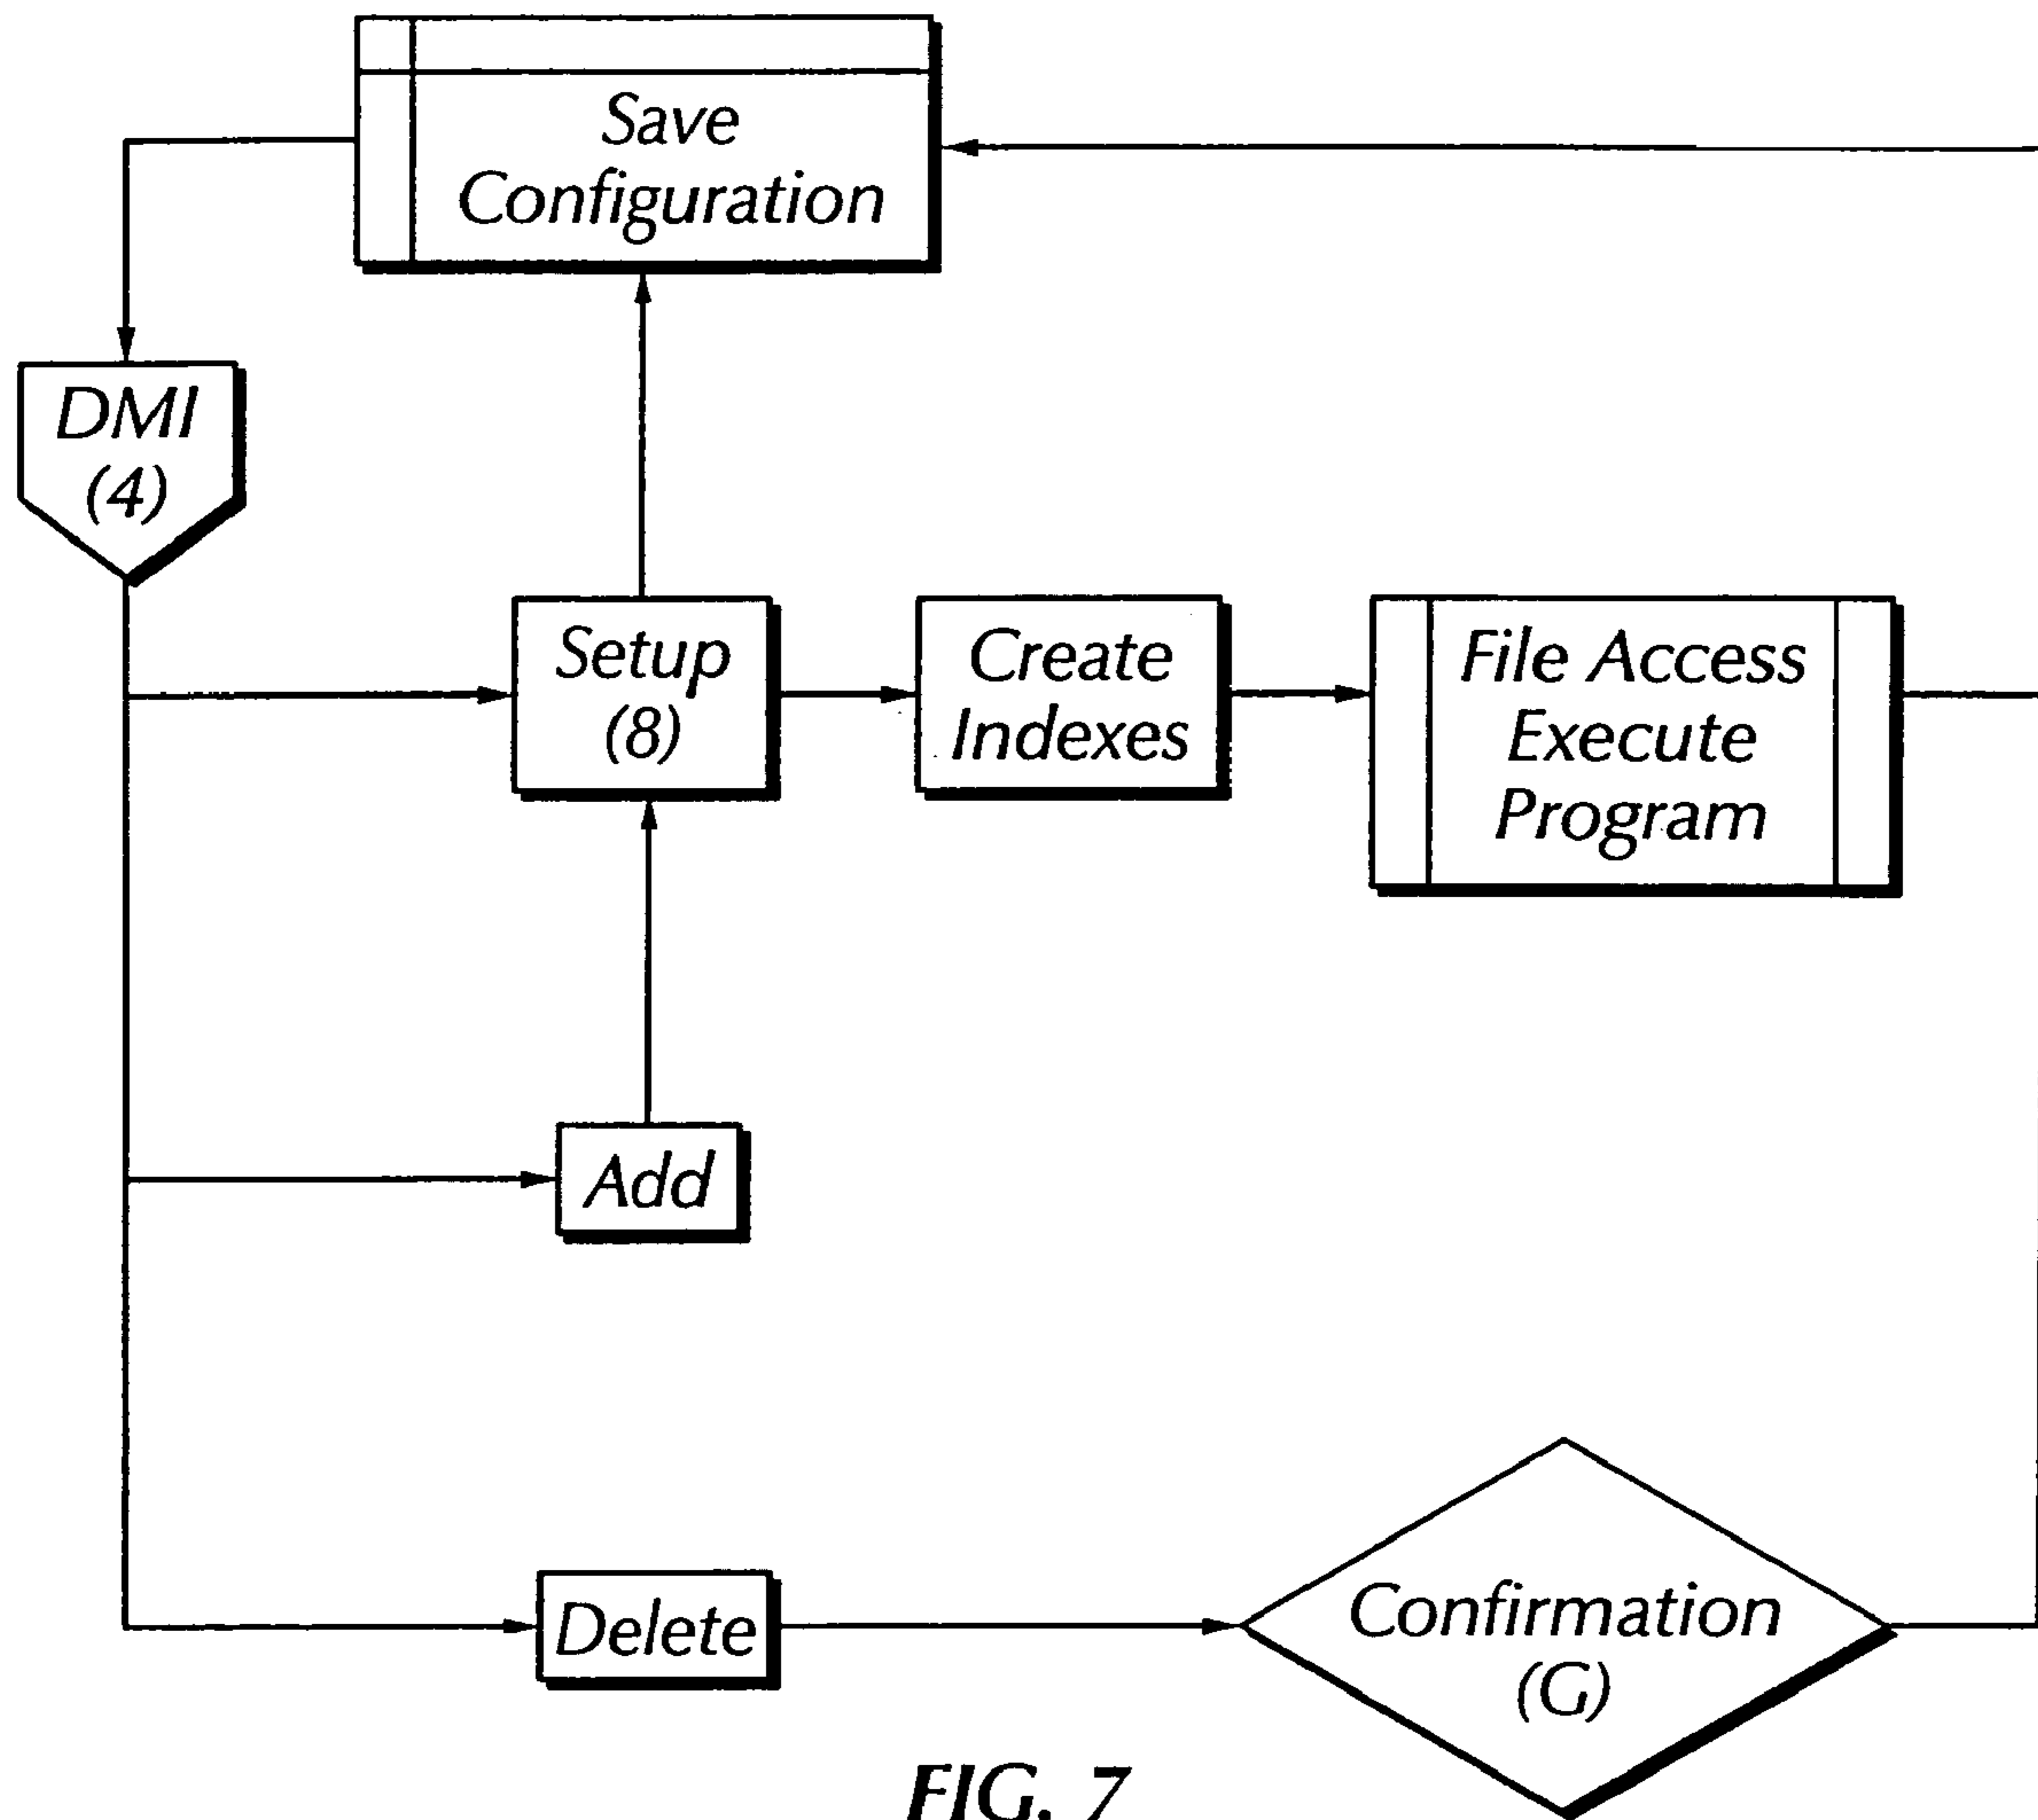 Save
Configuration
DMI
(4)
Setup
(8)
Create
Indexes
File Access
Execute
Program
Add
Delete
Confirmation
(G)
FIG. 7